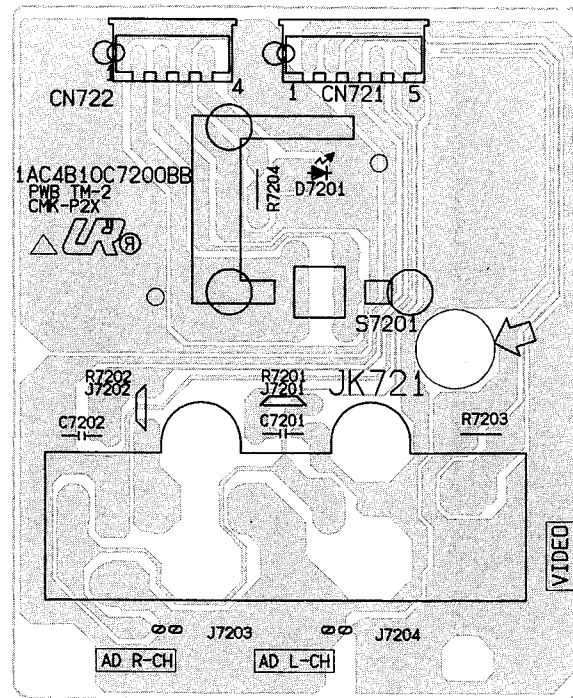 CN722
4
1
CN721
5
1AC4B10C7200BB
PWB TM-2
CMK-P2X
R7204
D7201
S7201
R7202
J7202
R7201
J7201
JK721
C7202
C7201
R7203
VIDEO
J7203
J7204
AD R-CH
AD L-CH